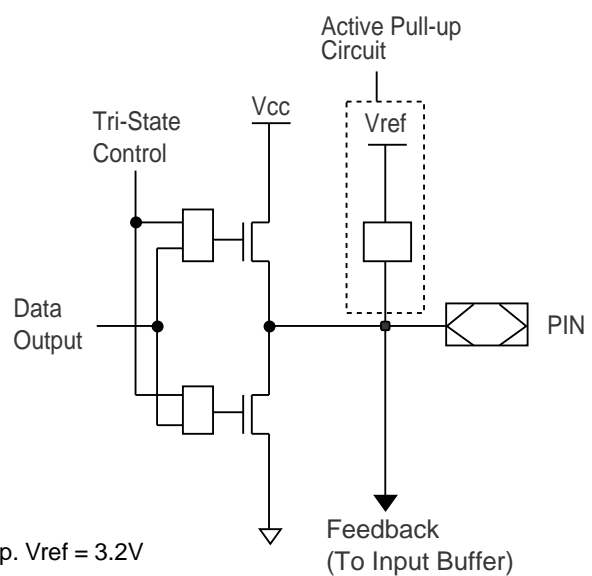 Active Pull-up
Circuit
Vcc
Vref
Tri-State
Control
Data
Output
PIN
Feedback
(To Input Buffer)
p. Vref = 3.2V